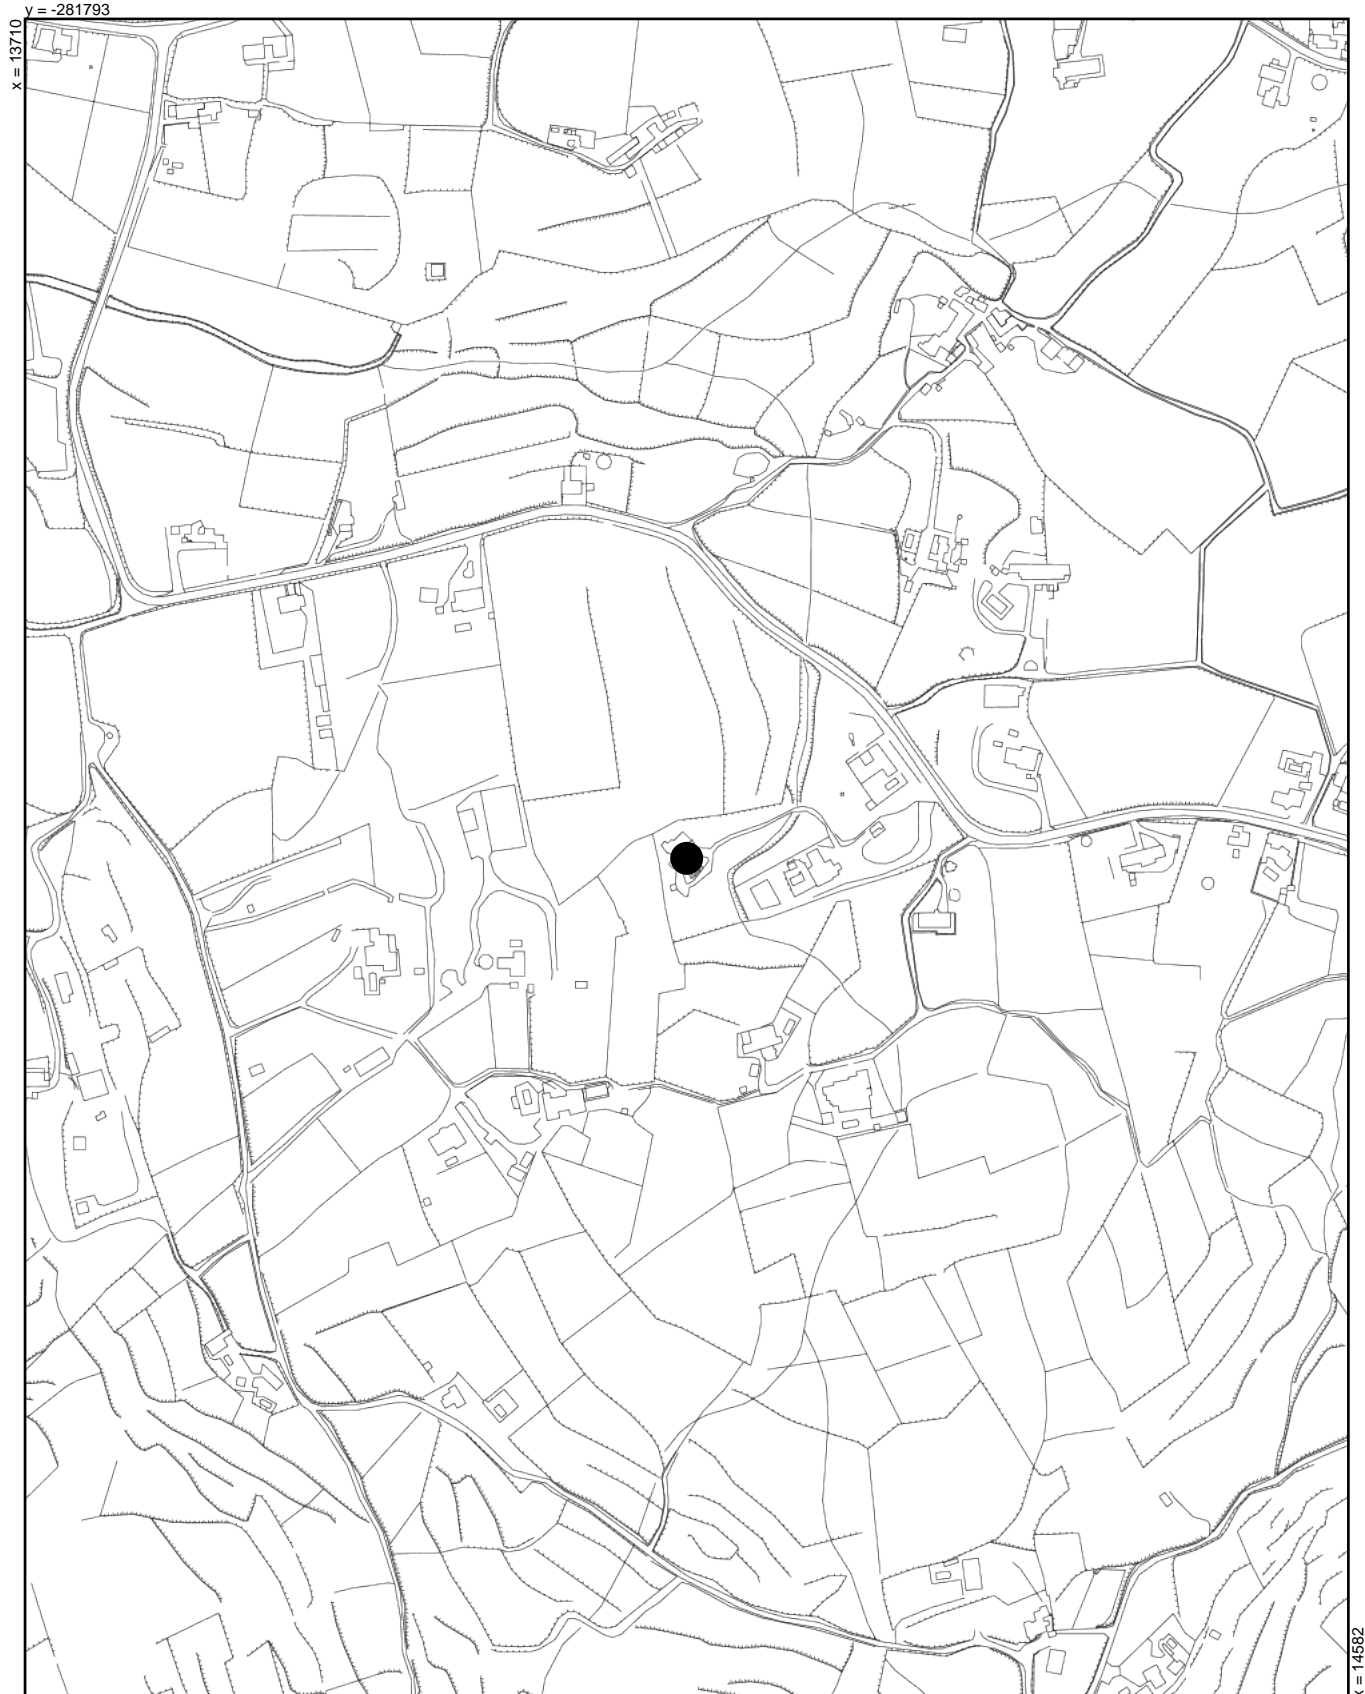 y = -281793
x = 13710
x = 14582